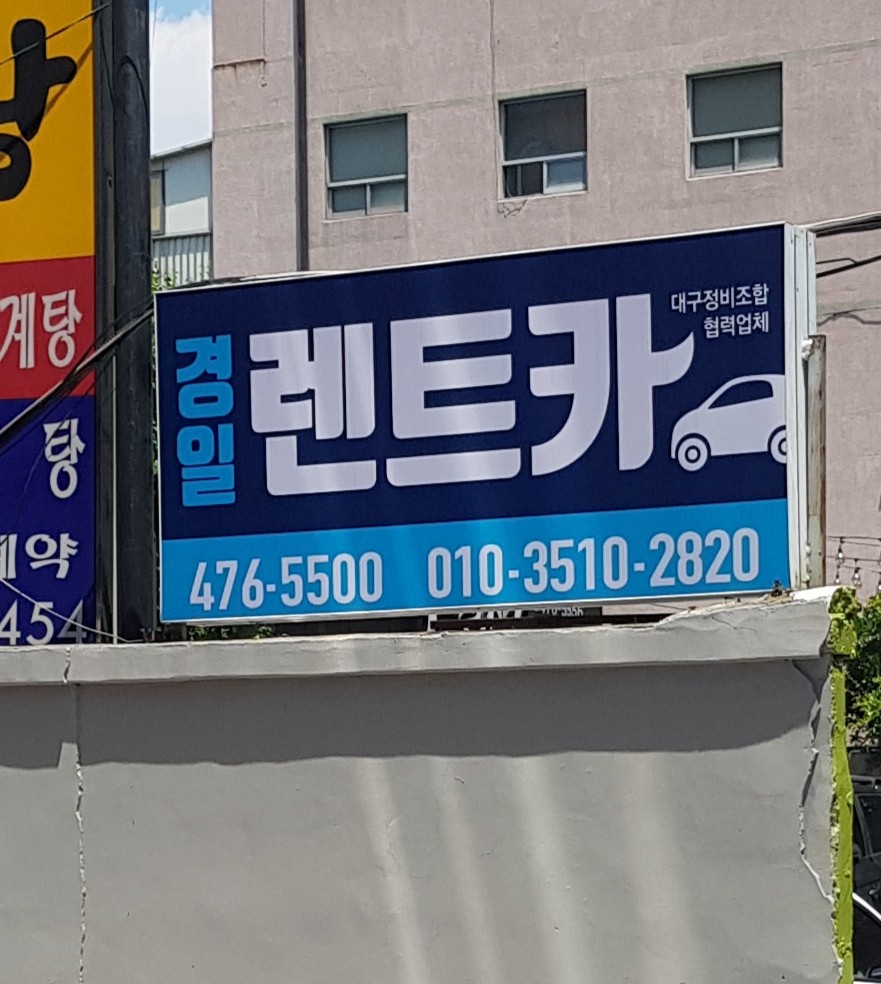 계탕
탕
약
454
대구정비조합
협력업체
경일
렌트카
476-5500 010-3510-2820